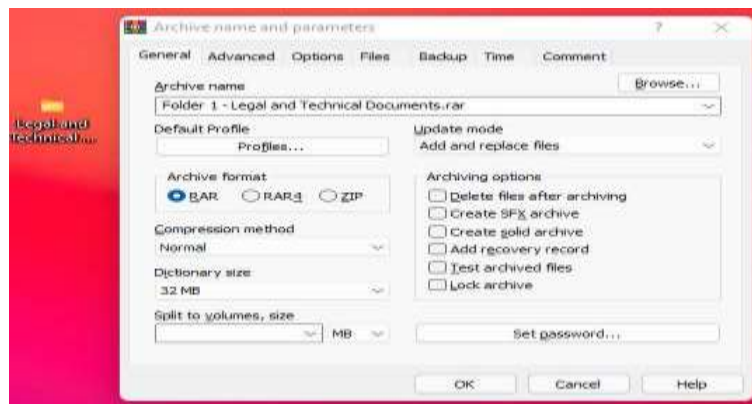 Archive name and parameters ? ×
General Advanced Options Files Backup Time Comment
Archive name
Browse...
Folder 1 - Legal and Technical Documents.rar
Default Profile
Profiles...
Update mode
Add and replace files
Archive format
RAR RAR4 ZIP
Compression method
Normal
Dictionary size
32 MB
Split to volumes, size
MB
Archiving options
Delete files after archiving
Create SFX archive
Create solid archive
Add recovery record
Test archived files
Lock archive
Set password...
OK Cancel Help
Legal and
Technical ...